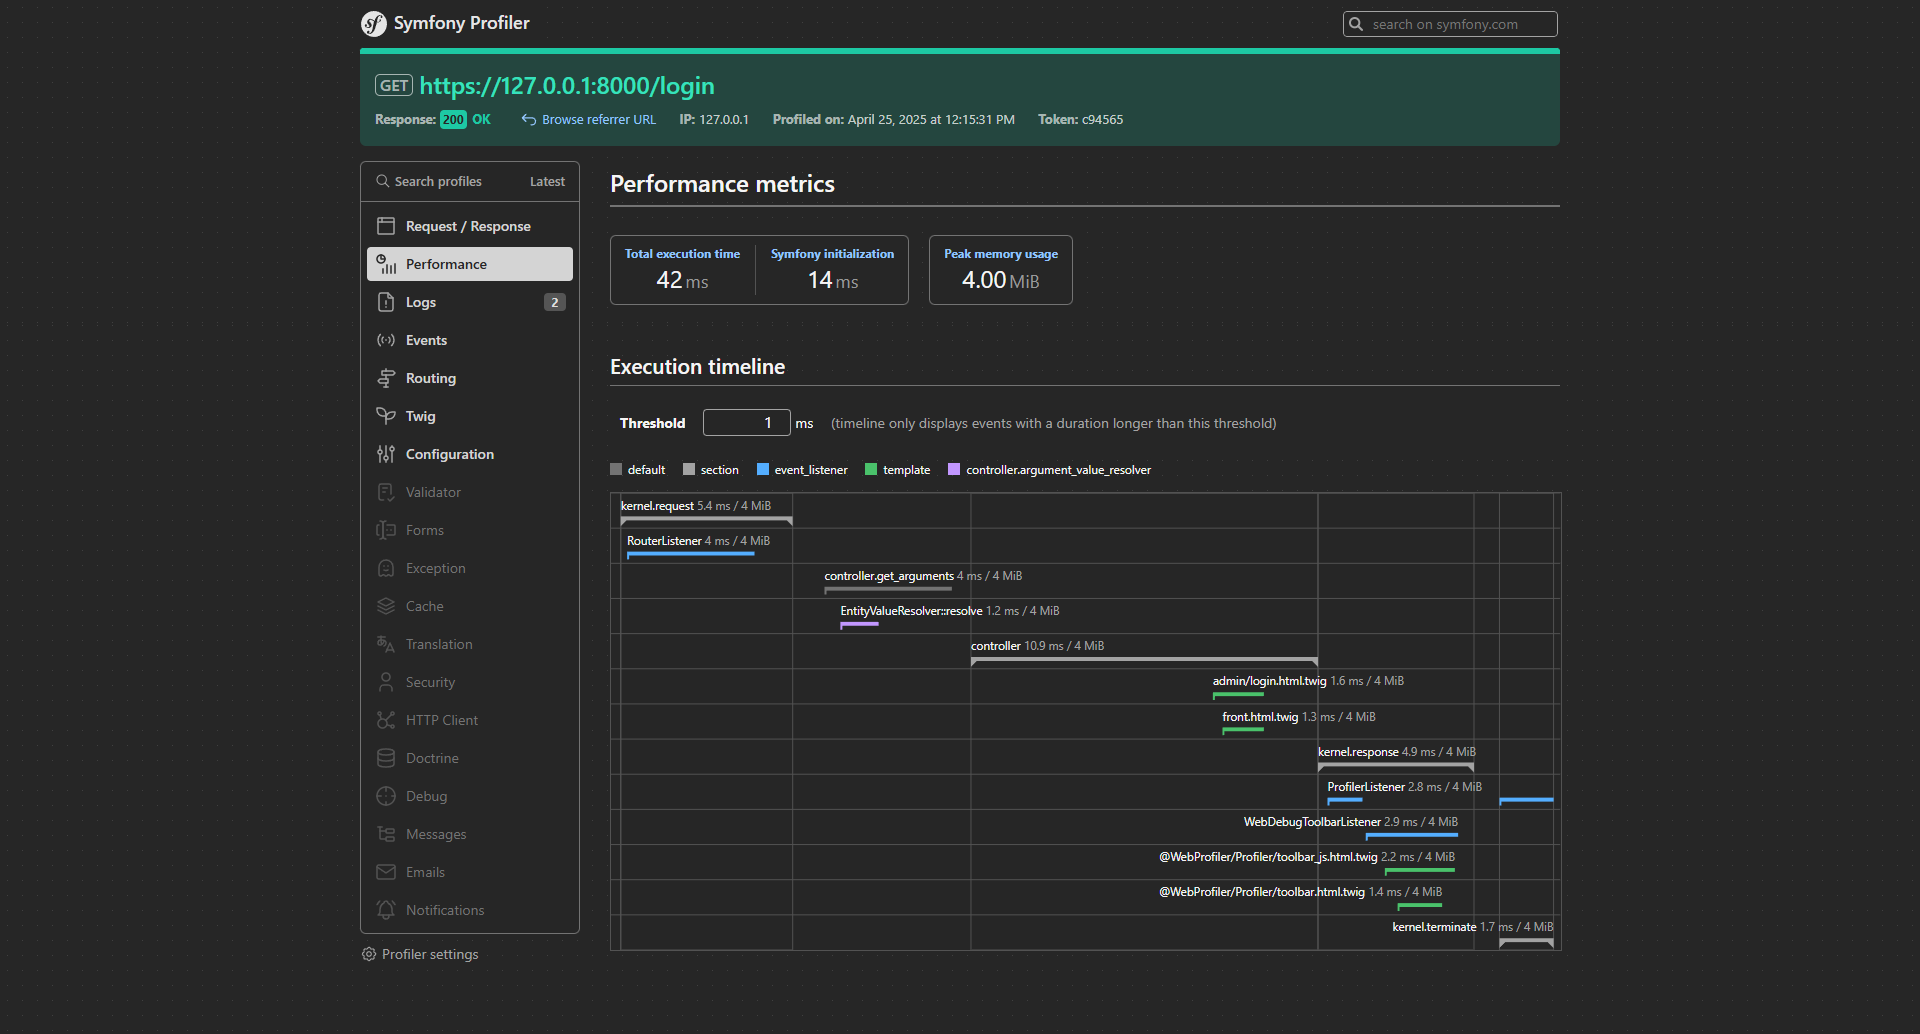 Symfony Profiler
search on symfony.com
GET https://127.0.0.1:8000/login
Response: 200 OK Browse referrer URL IP: 127.0.0.1 Profiled on: April 25, 2025 at 12:15:31 PM Token: c94565
Search profiles Latest
Request / Response
Performance
Logs 2
Events
Routing
Twig
Configuration
Validator
Forms
Exception
Cache
Translation
Security
HTTP Client
Doctrine
Debug
Messages
Emails
Notifications
Profiler settings
Performance metrics
Total execution time Symfony initialization Peak memory usage
42 ms 14 ms 4.00 MiB
Execution timeline
Threshold 1 ms (timeline only displays events with a duration longer than this threshold)
default section event_listener template controller.argument_value_resolver
kernel.request 5.4 ms / 4 MiB
RouterListener 4 ms / 4 MiB
controller.get_arguments 4 ms / 4 MiB
EntityValueResolver::resolve 1.2 ms / 4 MiB
controller 10.9 ms / 4 MiB
admin/login.html.twig 1.6 ms / 4 MiB
front.html.twig 1.3 ms / 4 MiB
kernel.response 4.9 ms / 4 MiB
ProfilerListener 2.8 ms / 4 MiB
WebDebugToolbarListener 2.9 ms / 4 MiB
@WebProfiler/Profiler/toolbar_js.html.twig 2.2 ms / 4 MiB
@WebProfiler/Profiler/toolbar.html.twig 1.4 ms / 4 MiB
kernel.terminate 1.7 ms / 4 MiB